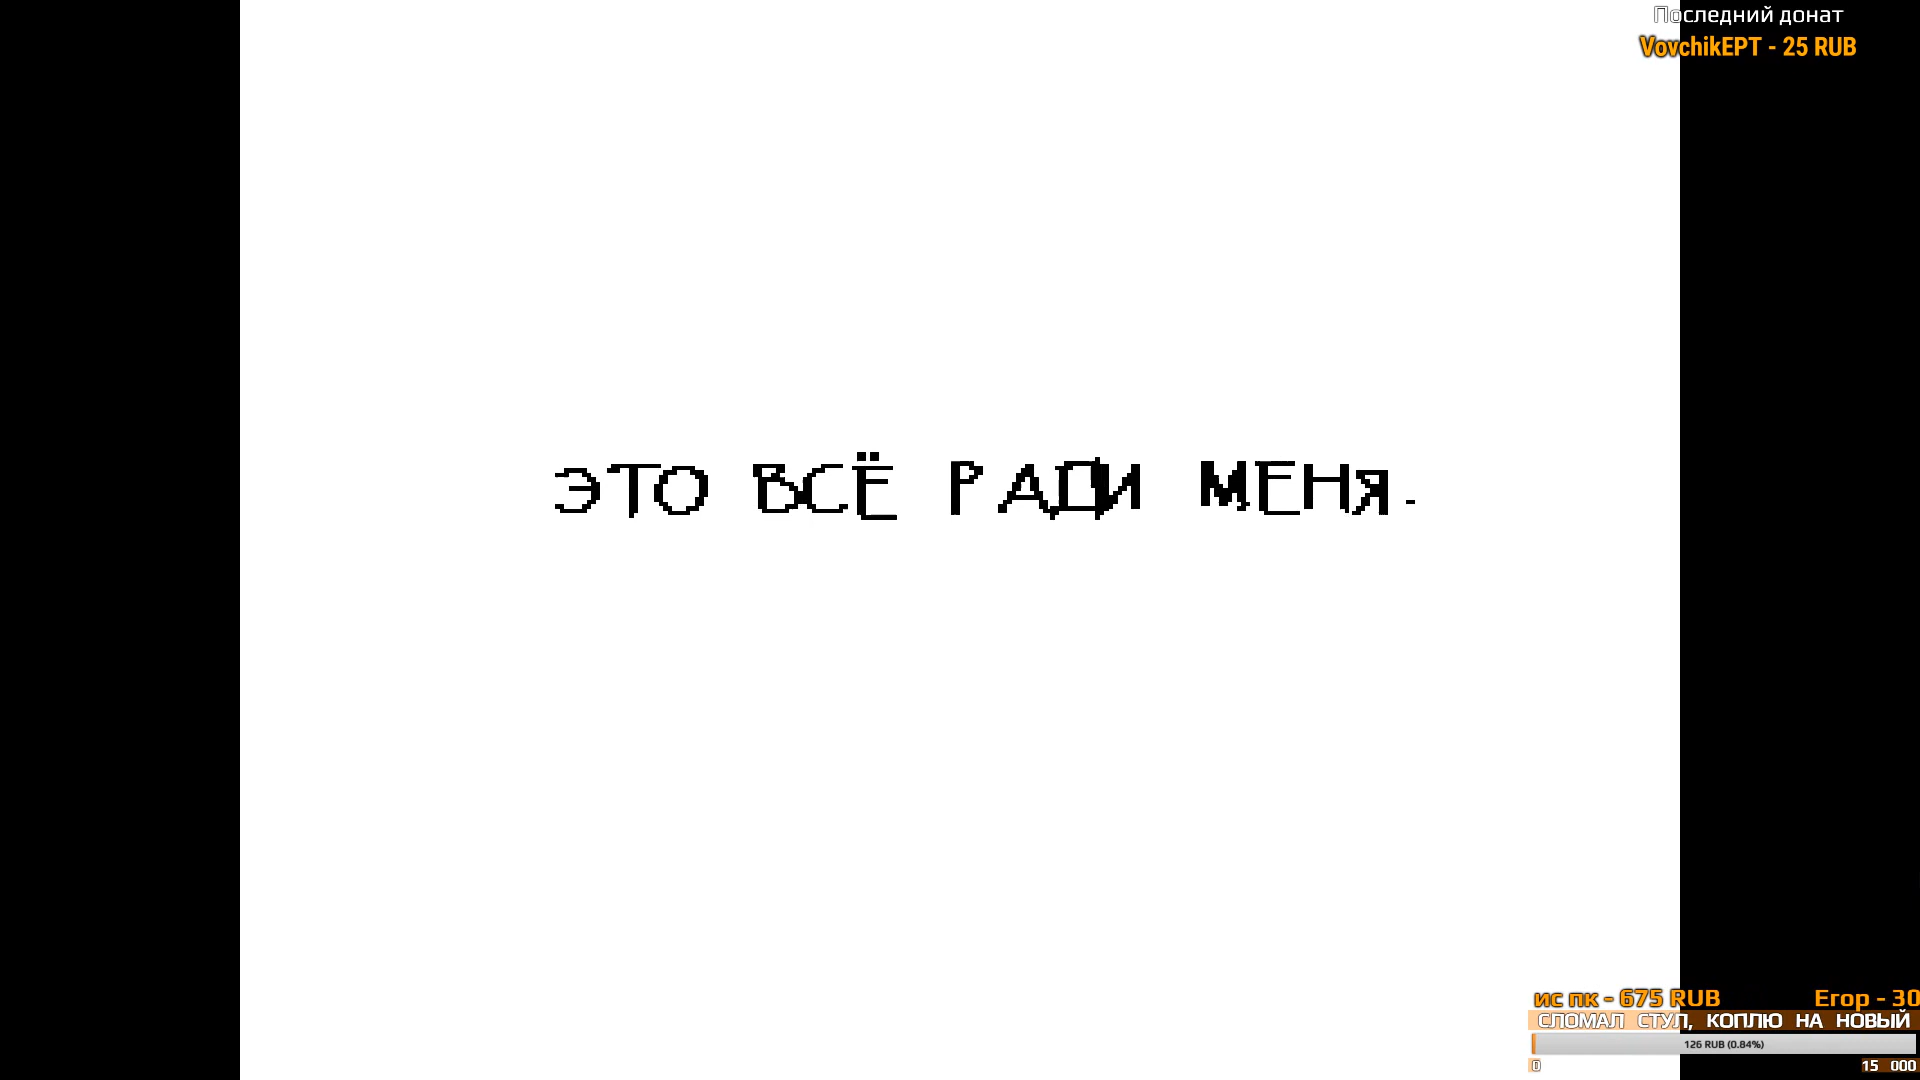 Последний донат
VovchikEPT - 25 RUB
ЭТО ВСЁ РАДИ МЕНЯ.
ис пк - 675 RUB Егор - 30
СЛОМАЛ СТУЛ, КОПЛЮ НА НОВЫЙ
126 RUB (0.84%)
0 15 000